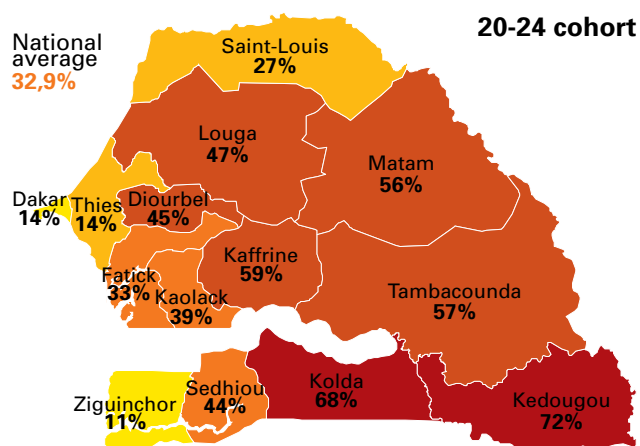 20-24 cohort
National
average
32,9%
Saint-Louis
27%
Louga
47%
Matam
56%
Dakar
14%
Thies
14%
Diourbel
45%
Kaffrine
59%
Fatick
33%
Kaolack
39%
Tambacounda
57%
Ziguinchor
11%
Sedhiou
44%
Kolda
68%
Kedougou
72%